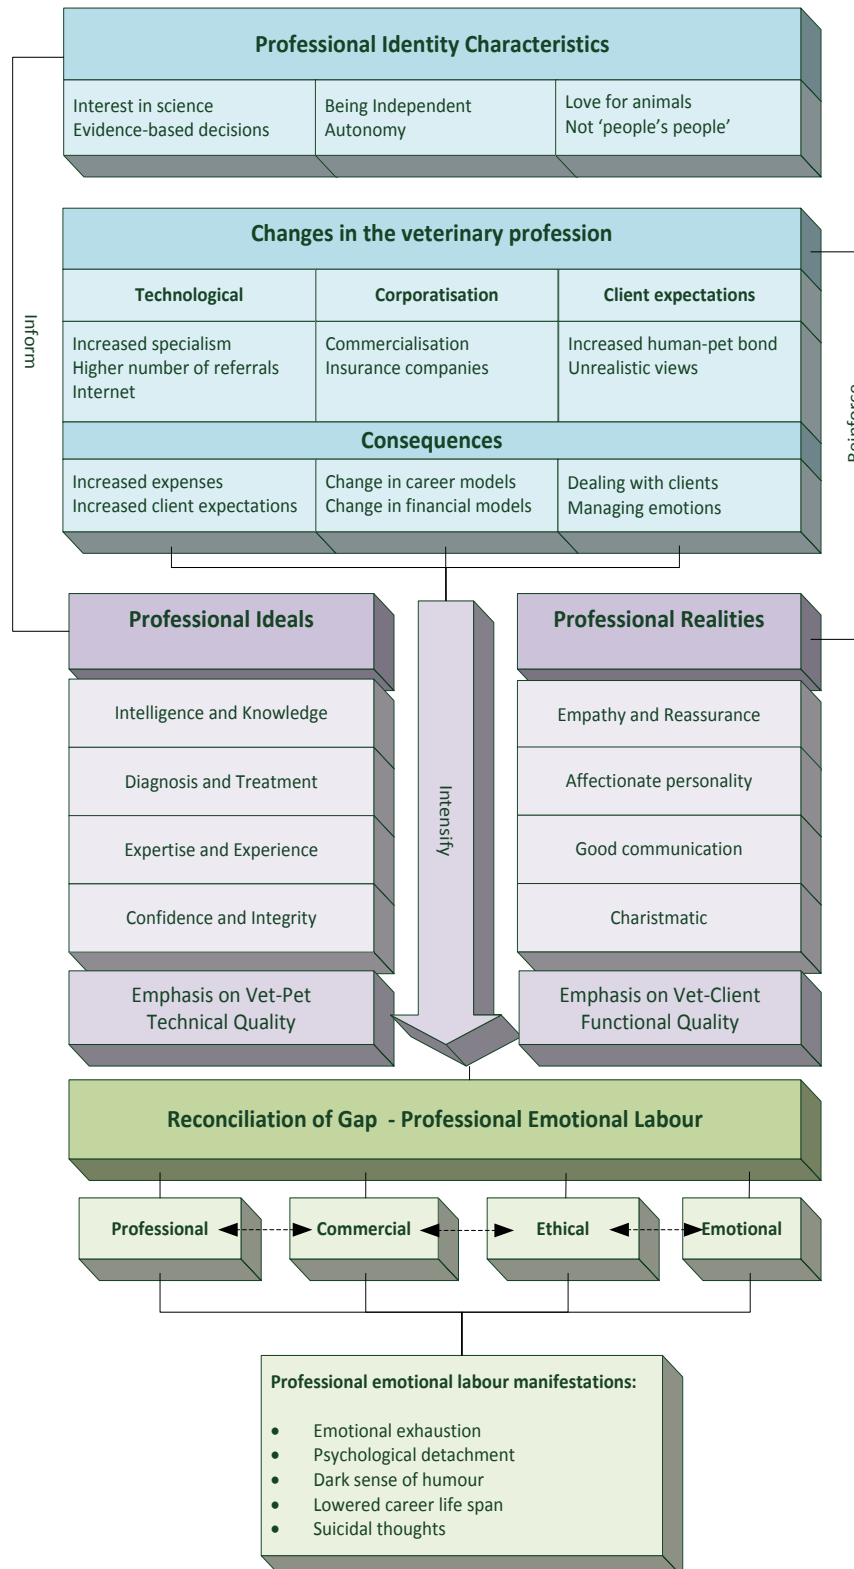 Professional Identity Characteristics
Interest in science
Evidence-based decisions
Being Independent
Autonomy
Love for animals
Not ‘people’s people’
Changes in the veterinary profession
Technological
Corporatisation
Client expectations
Increased specialism
Higher number of referrals
Internet
Commercialisation
Insurance companies
Increased human-pet bond
Unrealistic views
Consequences
Increased expenses
Increased client expectations
Change in career models
Change in financial models
Dealing with clients
Managing emotions
Inform
Reinforce
Professional Ideals
Intelligence and Knowledge
Diagnosis and Treatment
Expertise and Experience
Confidence and Integrity
Emphasis on Vet-Pet
Technical Quality
Intensify
Professional Realities
Empathy and Reassurance
Affectionate personality
Good communication
Charistmatic
Emphasis on Vet-Client
Functional Quality
Reconciliation of Gap - Professional Emotional Labour
Professional
Commercial
Ethical
Emotional
Professional emotional labour manifestations:
• Emotional exhaustion
• Psychological detachment
• Dark sense of humour
• Lowered career life span
• Suicidal thoughts